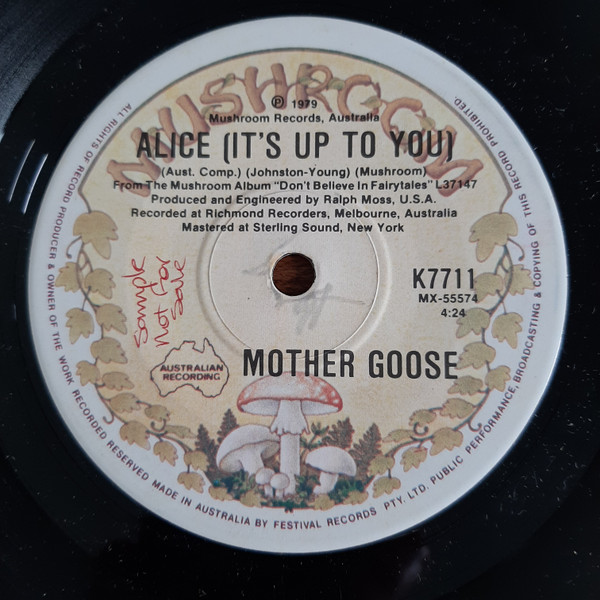 MUSHROOM
℗ 1979
Mushroom Records, Australia
ALICE (IT'S UP TO YOU)
(Aust. Comp.) (Johnston-Young) (Mushroom)
From The Mushroom Album "Don't Believe In Fairytales" L37147
Produced and Engineered by Ralph Moss, U.S.A.
Recorded at Richmond Recorders, Melbourne, Australia
Mastered at Sterling Sound, New York
sample
not for
sale
K7711
MX-55574
4:24
AUSTRALIAN
RECORDING
MOTHER GOOSE
ALL RIGHTS OF RECORD PRODUCER & OWNER OF THE WORK RECORDED RESERVED MADE IN AUSTRALIA BY FESTIVAL RECORDS PTY. LTD. PUBLIC PERFORMANCE, BROADCASTING & COPYING OF THIS RECORD PROHIBITED.